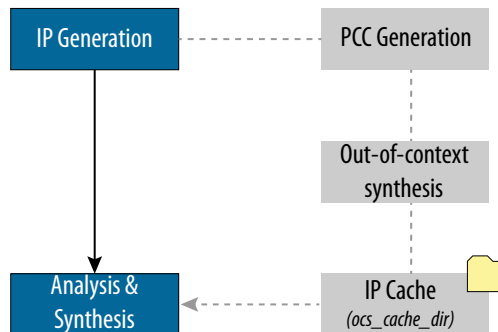 IP Generation
PCC Generation
Out-of-context
synthesis
Analysis &
Synthesis
IP Cache
(ocs_cache_dir)